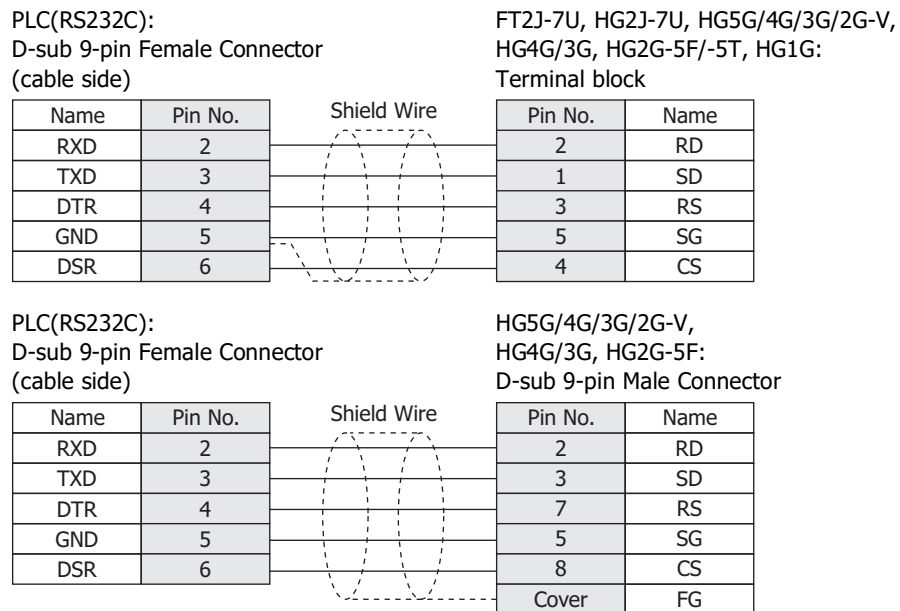 PLC(RS232C):
D-sub 9-pin Female Connector
(cable side)
FT2J-7U, HG2J-7U, HG5G/4G/3G/2G-V,
HG4G/3G, HG2G-5F/-5T, HG1G:
Terminal block
Name Pin No. Shield Wire Pin No. Name
RXD 2 2 RD
TXD 3 1 SD
DTR 4 3 RS
GND 5 5 SG
DSR 6 4 CS
PLC(RS232C):
D-sub 9-pin Female Connector
(cable side)
HG5G/4G/3G/2G-V,
HG4G/3G, HG2G-5F:
D-sub 9-pin Male Connector
Name Pin No. Shield Wire Pin No. Name
RXD 2 2 RD
TXD 3 3 SD
DTR 4 7 RS
GND 5 5 SG
DSR 6 8 CS
Cover FG